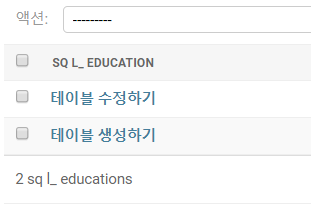 액션: ---------
SQ L_ EDUCATION
테이블 수정하기
테이블 생성하기
2 sq l_ educations